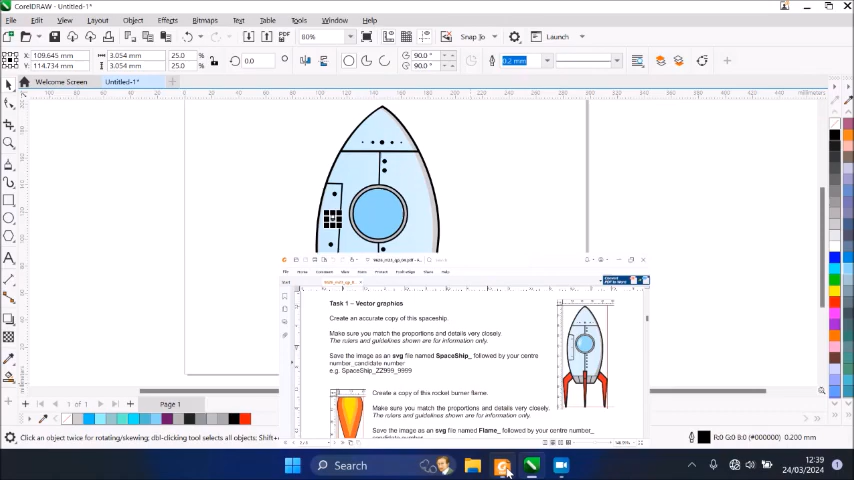 CorelDRAW - Untitled-1*
File Edit View Layout Object Effects Bitmaps Text Table Tools Window Help
PDF 80% Snap To Launch
X: 109.645 mm 3.054 mm 25.0 0.0 90.0 ° 0.2 mm
Y: 114.734 mm 3.054 mm 25.0 90.0 °
Welcome Screen Untitled-1*
millimeters
Task 1 – Vector graphics
Create an accurate copy of this spaceship.
Make sure you match the proportions and details very closely.
The rulers and guidelines shown are for information only.
Save the image as an svg file named SpaceShip_ followed by your centre
number_candidate number
e.g. SpaceShip_ZZ999_9999
Create a copy of this rocket burner flame.
Make sure you match the proportions and details very closely.
The rulers and guidelines shown are for information only.
Save the image as an svg file named Flame_ followed by your centre
1 of 1 Page 1
Click an object twice for rotating/skewing; dbl-clicking tool selects all objects; Shift+
R:0 G:0 B:0 (#000000) 0.200 mm
Search
12:39
24/03/2024